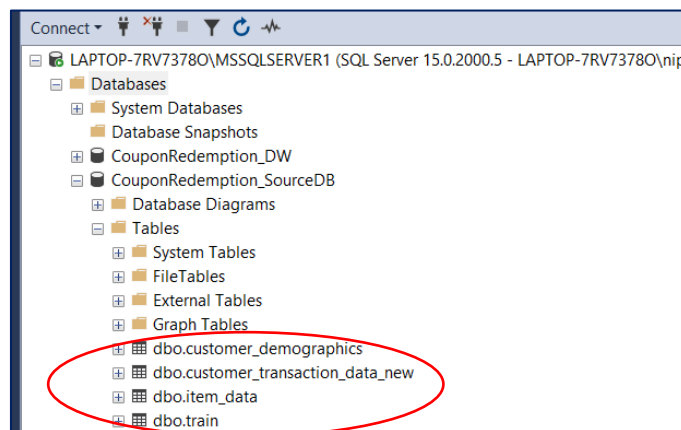 Connect
LAPTOP-7RV7378O\MSSQLSERVER1 (SQL Server 15.0.2000.5 - LAPTOP-7RV7378O\nip
Databases
System Databases
Database Snapshots
CouponRedemption_DW
CouponRedemption_SourceDB
Database Diagrams
Tables
System Tables
FileTables
External Tables
Graph Tables
dbo.customer_demographics
dbo.customer_transaction_data_new
dbo.item_data
dbo.train